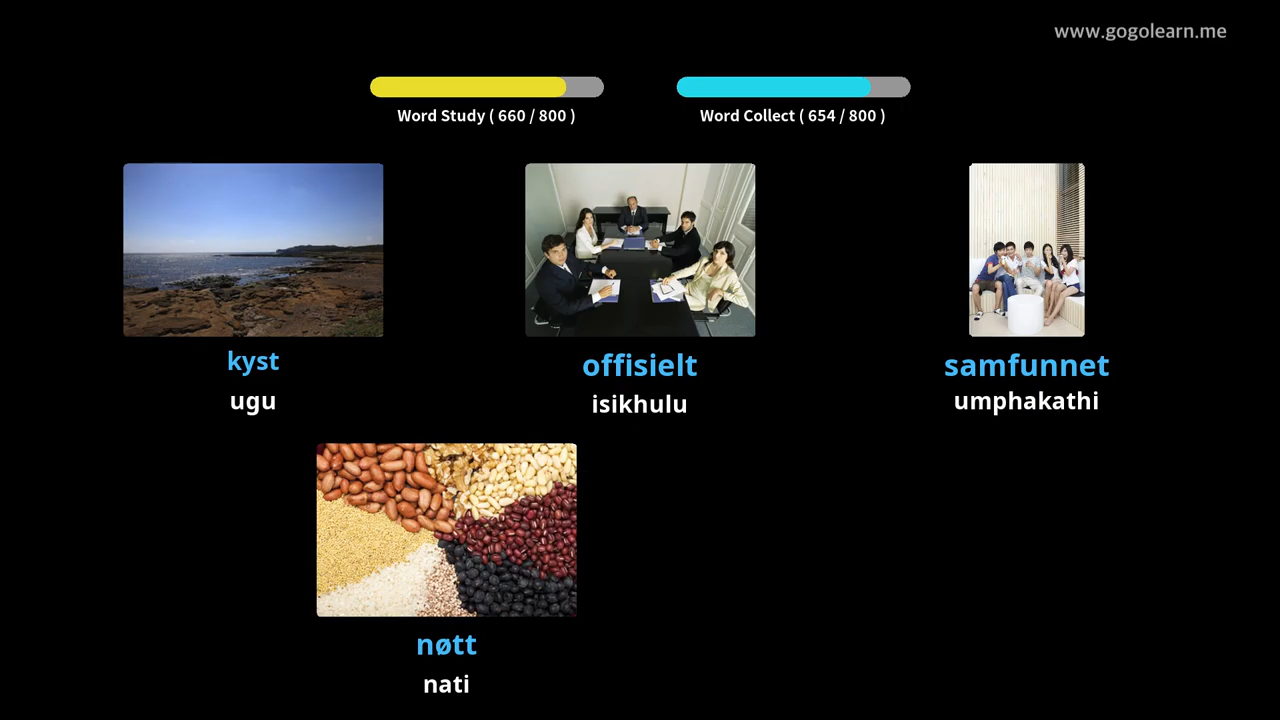 www.gogolearn.me
Word Study ( 660 / 800 )
Word Collect ( 654 / 800 )
kyst
ugu
offisielt
isikhulu
samfunnet
umphakathi
nøtt
nati